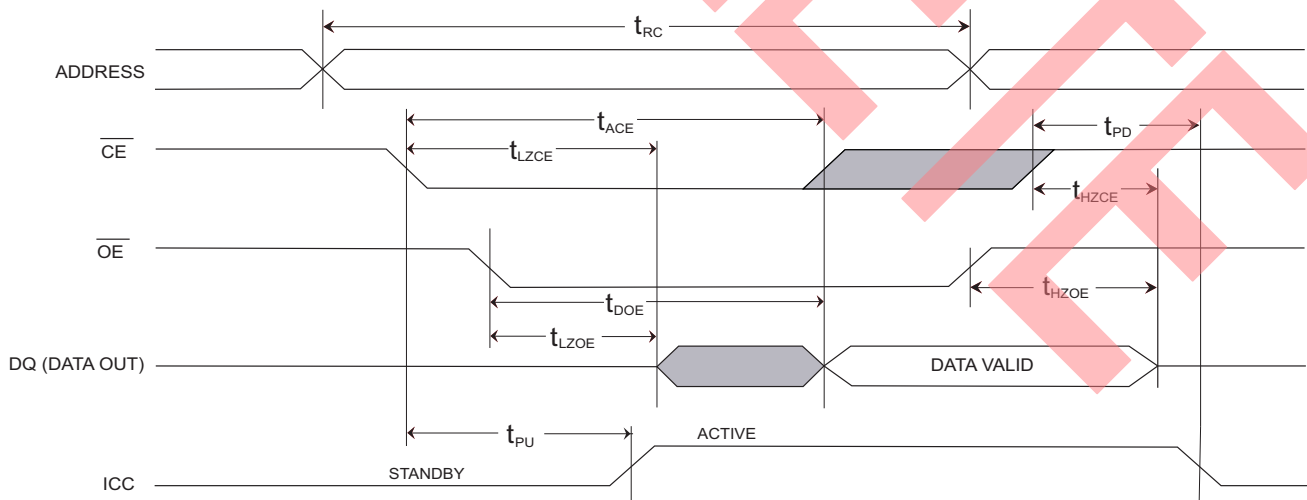 tRC
ADDRESS
tACE
tPD
CE
tLZCE
tHZCE
OE
tHZOE
tDOE
tLZOE
DQ (DATA OUT)
DATA VALID
tPU
ACTIVE
STANDBY
ICC